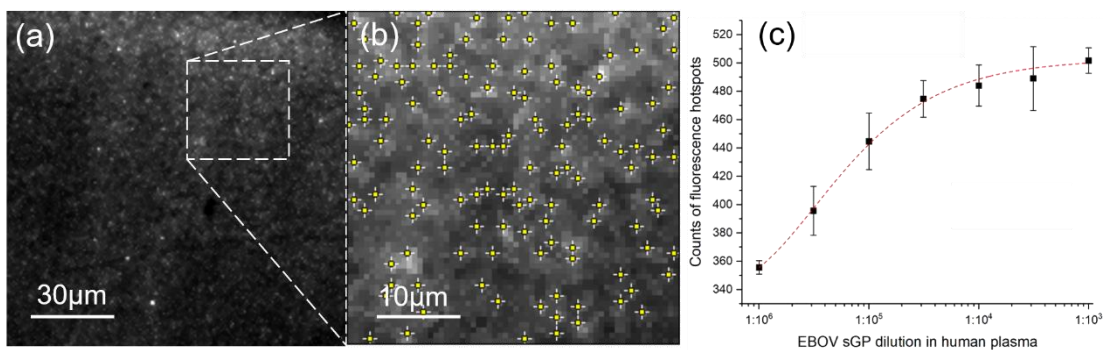 (a)
30μm
(b)
10μm
(c)
Counts of fluorescence hotspots
520
500
480
460
440
420
400
380
360
340
1:10⁶
1:10⁵
1:10⁴
1:10³
EBOV sGP dilution in human plasma